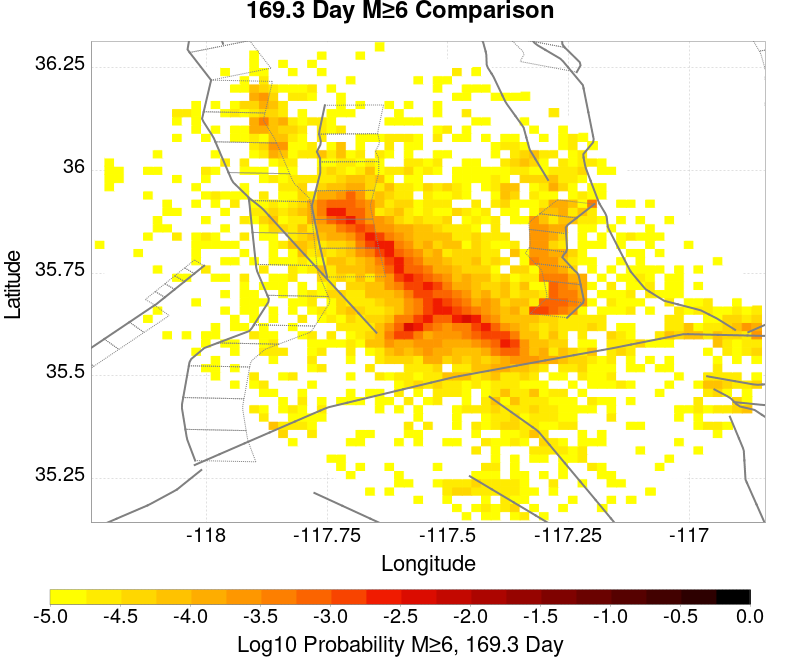 169.3 Day M≥6 Comparison
36.25
36
35.75
35.5
35.25
Latitude
-118 -117.75 -117.5 -117.25 -117
Longitude
-5.0 -4.5 -4.0 -3.5 -3.0 -2.5 -2.0 -1.5 -1.0 -0.5 0.0
Log10 Probability M≥6, 169.3 Day